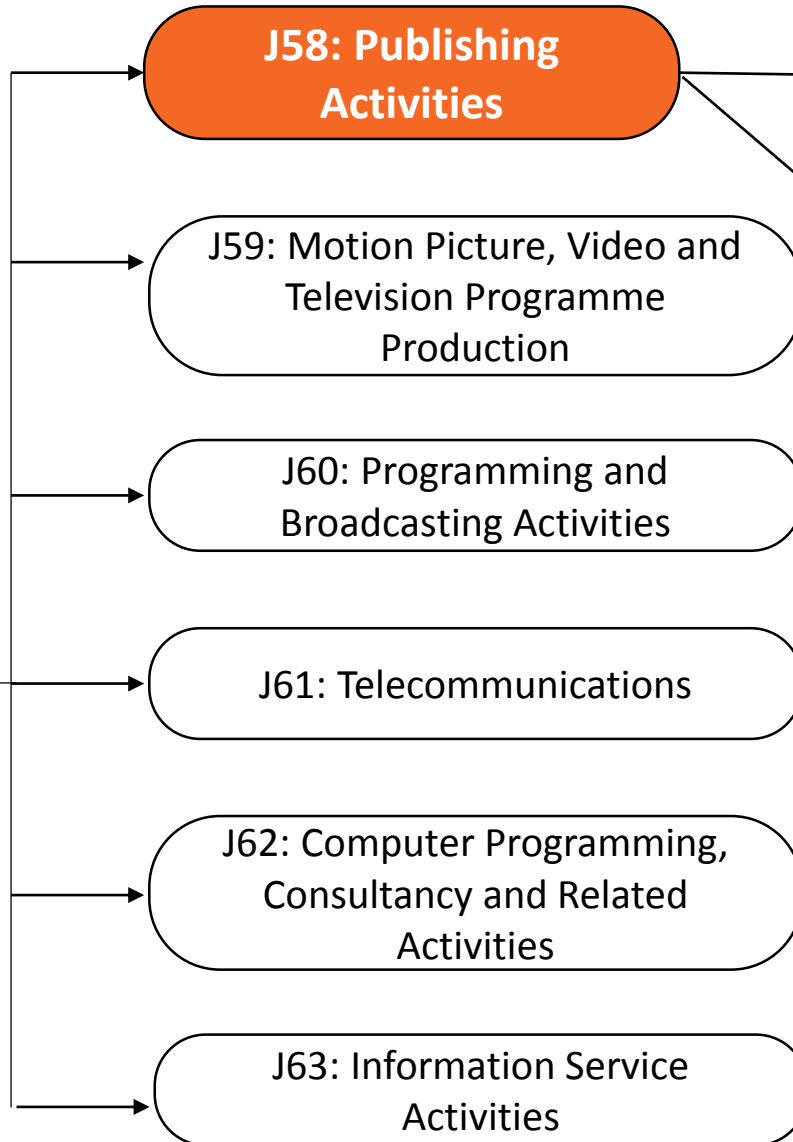 J58: Publishing
Activities
J59: Motion Picture, Video and
Television Programme
Production
J60: Programming and
Broadcasting Activities
J61: Telecommunications
J62: Computer Programming,
Consultancy and Related
Activities
J63: Information Service
Activities